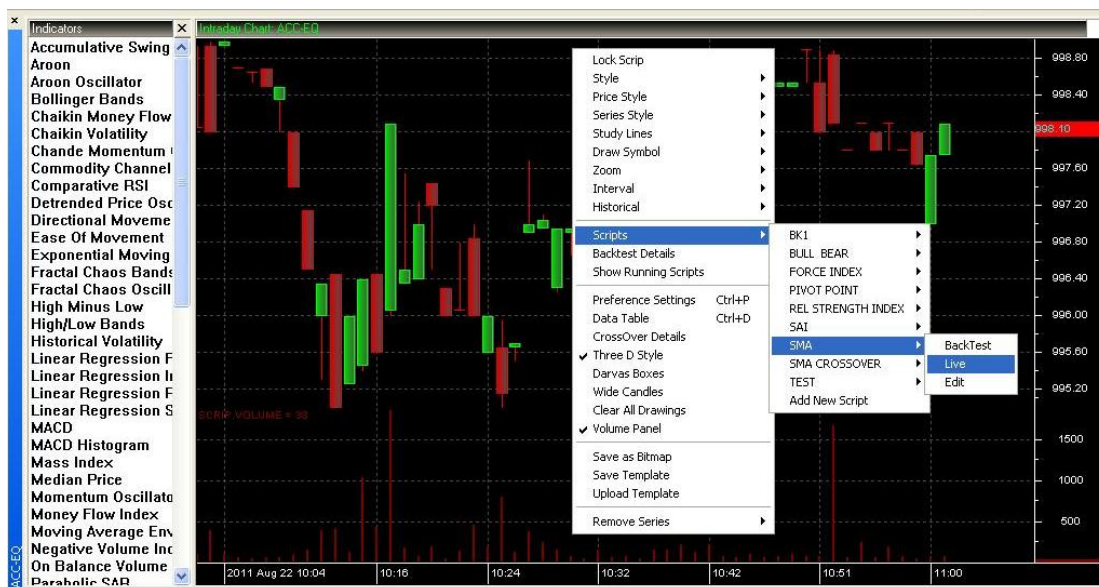 Indicators
Intraday Chart: ACC-EQ
Accumulative Swing
Aroon
Aroon Oscillator
Bollinger Bands
Chaikin Money Flow
Chaikin Volatility
Chande Momentum
Commodity Channel
Comparative RSI
Detrended Price Osc
Directional Moveme
Ease Of Movement
Exponential Moving
Fractal Chaos Bands
Fractal Chaos Oscill
High Minus Low
High/Low Bands
Historical Volatility
Linear Regression F
Linear Regression I
Linear Regression F
Linear Regression S
MACD
MACD Histogram
Mass Index
Median Price
Momentum Oscillato
Money Flow Index
Moving Average Env
Negative Volume Inc
On Balance Volume
Parabolic SAR
ACC-EQ
SCRIP VOLUME = 38
Lock Scrip
Style
Price Style
Series Style
Study Lines
Draw Symbol
Zoom
Interval
Historical
Scripts
Backtest Details
Show Running Scripts
Preference Settings Ctrl+P
Data Table Ctrl+D
CrossOver Details
Three D Style
Darvas Boxes
Wide Candles
Clear All Drawings
Volume Panel
Save as Bitmap
Save Template
Upload Template
Remove Series
BK1
BULL BEAR
FORCE INDEX
PIVOT POINT
REL STRENGTH INDEX
SAI
SMA
SMA CROSSOVER
TEST
Add New Script
BackTest
Live
Edit
998.80
998.40
998.10
997.60
997.20
996.80
996.40
996.00
995.60
995.20
1500
1000
500
2011 Aug 22 10:04 10:16 10:24 10:32 10:42 10:51 11:00